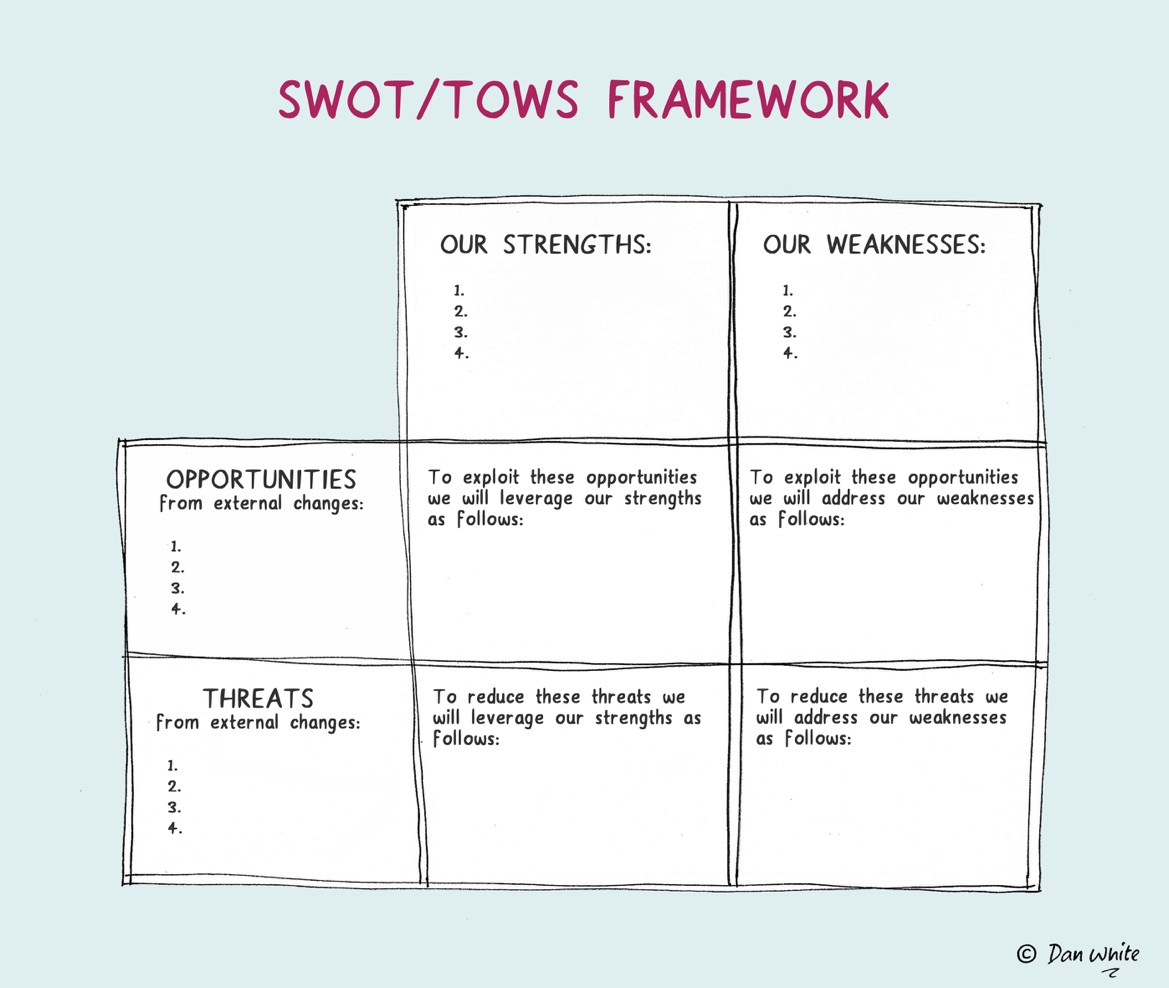 SWOT/TOWS FRAMEWORK
OUR STRENGTHS:
1.
2.
3.
4.
OUR WEAKNESSES:
1.
2.
3.
4.
OPPORTUNITIES
from external changes:
1.
2.
3.
4.
To exploit these opportunities
we will leverage our strengths
as follows:
To exploit these opportunities
we will address our weaknesses
as follows:
THREATS
from external changes:
1.
2.
3.
4.
To reduce these threats we
will leverage our strengths as
follows:
To reduce these threats we
will address our weaknesses
as follows:
© Dan White